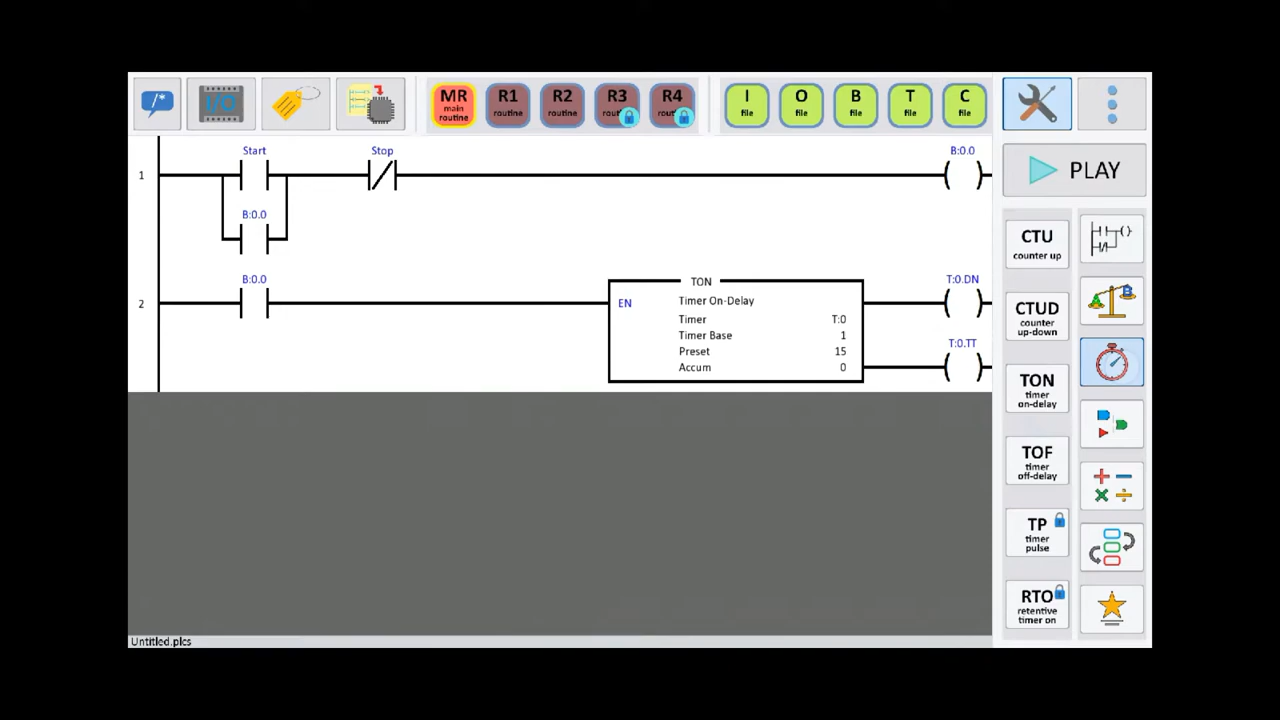 /*
I/O
MR
main
routine
R1
routine
R2
routine
R3
R4
I
file
O
file
B
file
T
file
C
file
PLAY
1
Start
Stop
B:0.0
B:0.0
2
B:0.0
TON
EN
Timer On-Delay
Timer T:0
Timer Base 1
Preset 15
Accum 0
T:0.DN
T:0.TT
CTU
counter up
CTUD
counter
up-down
TON
timer
on-delay
TOF
timer
off-delay
TP
timer
pulse
RTO
retentive
timer on
A
B
Untitled.plcs